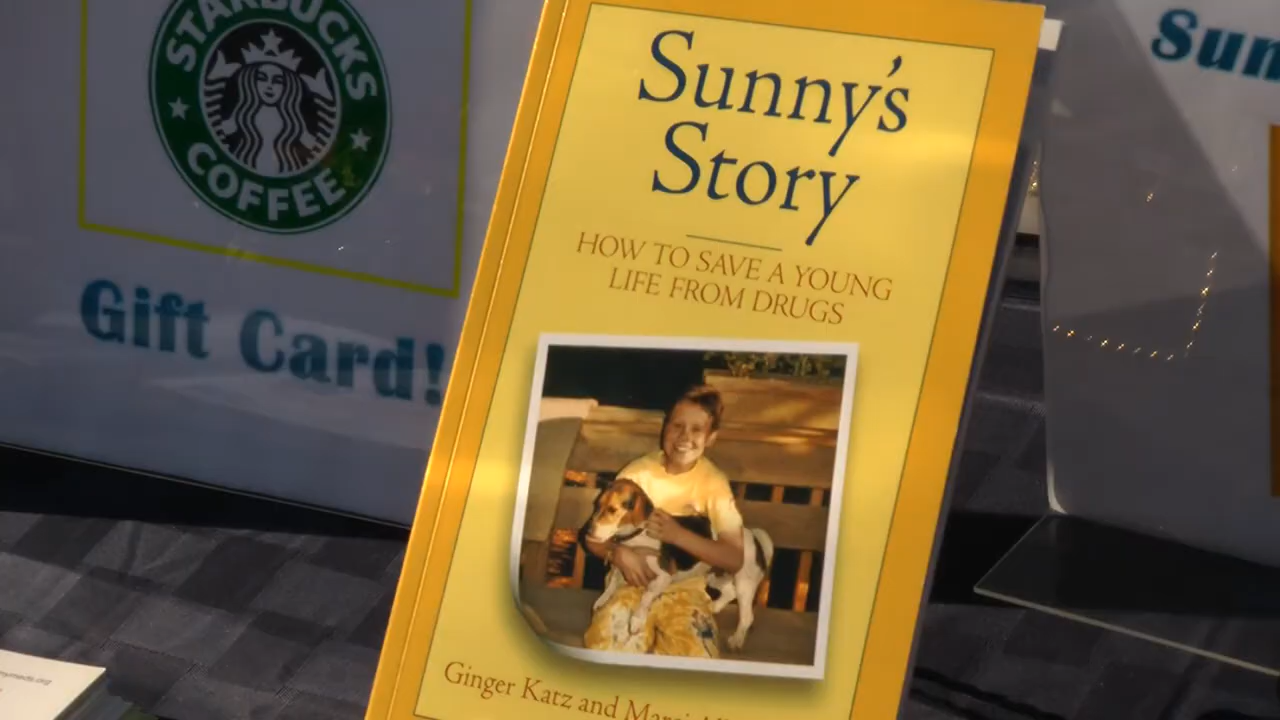 STARBUCKS
COFFEE
Gift Card!
Sunny's
Story
HOW TO SAVE A YOUNG
LIFE FROM DRUGS
Ginger Katz and
Sun